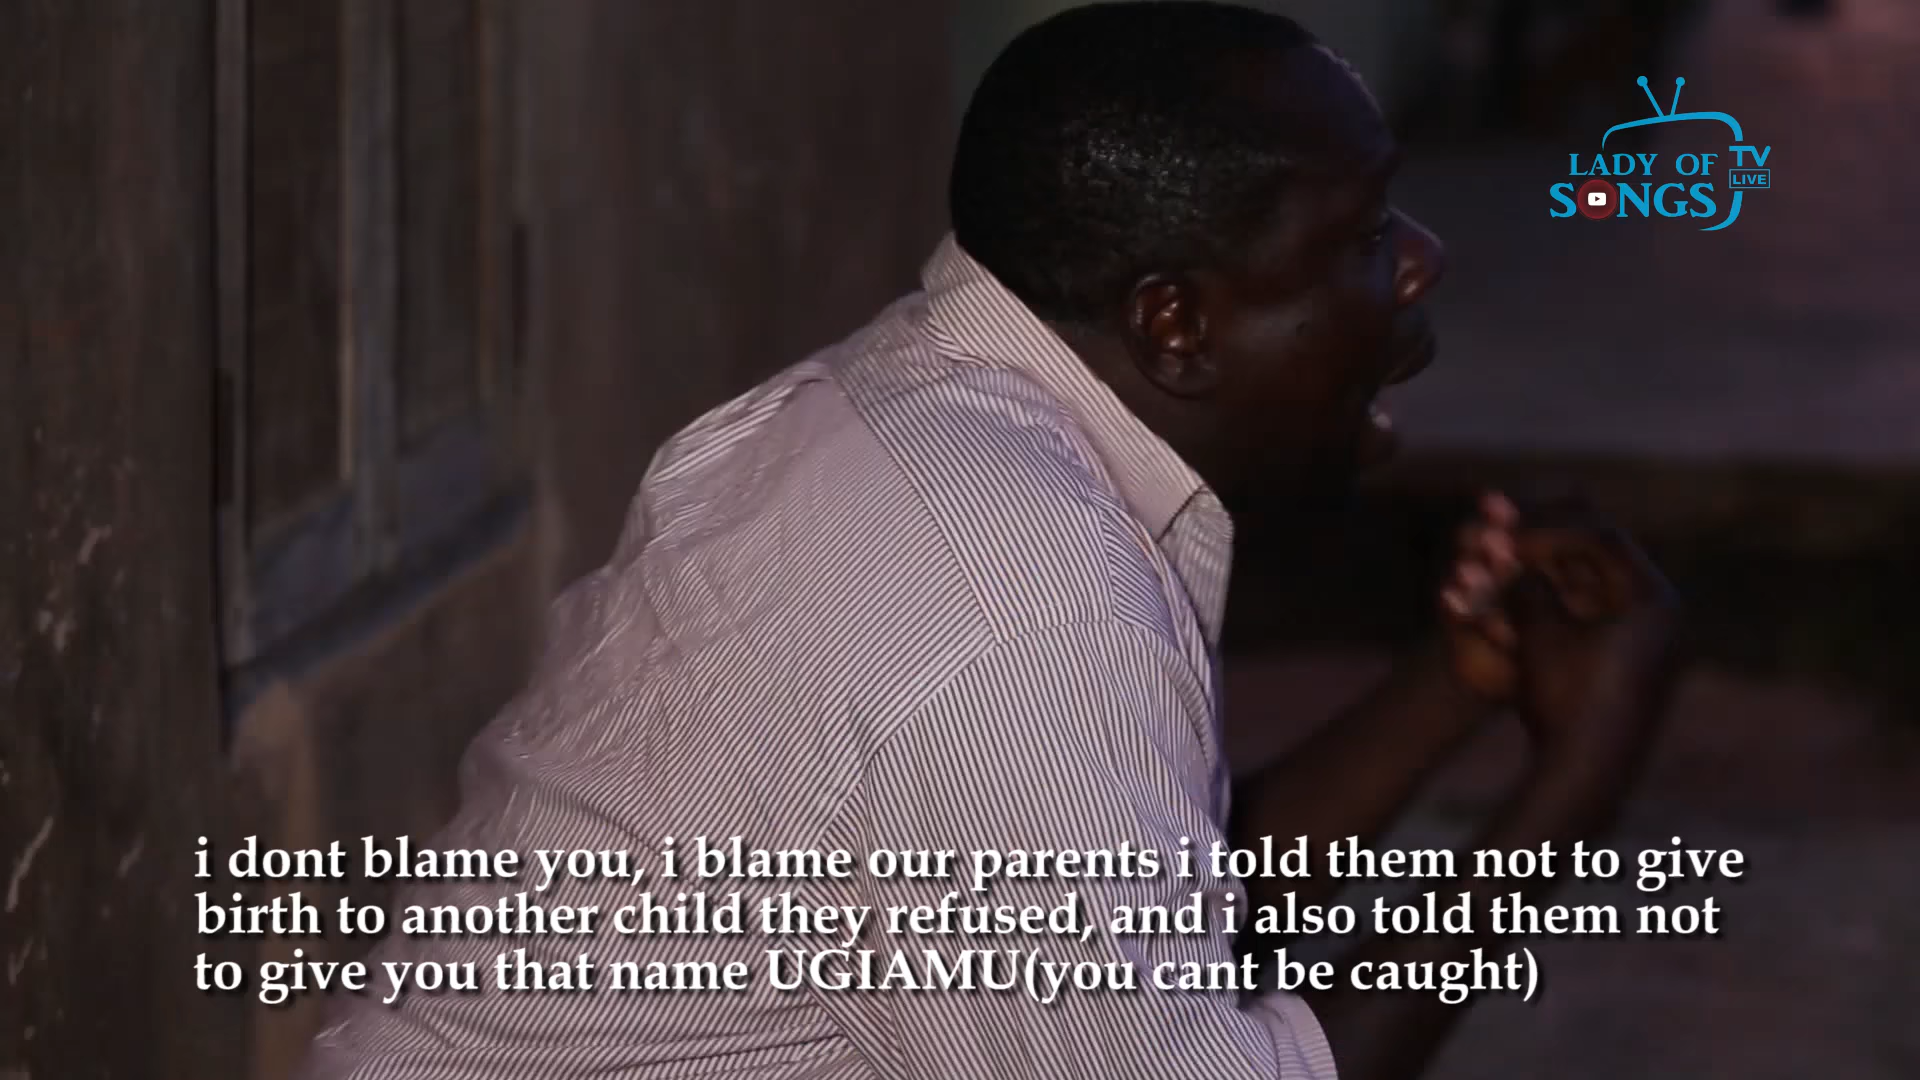 LADY OF TV
LIVE
SONGS
i dont blame you, i blame our parents i told them not to give
birth to another child they refused, and i also told them not
to give you that name UGIAMU(you cant be caught)